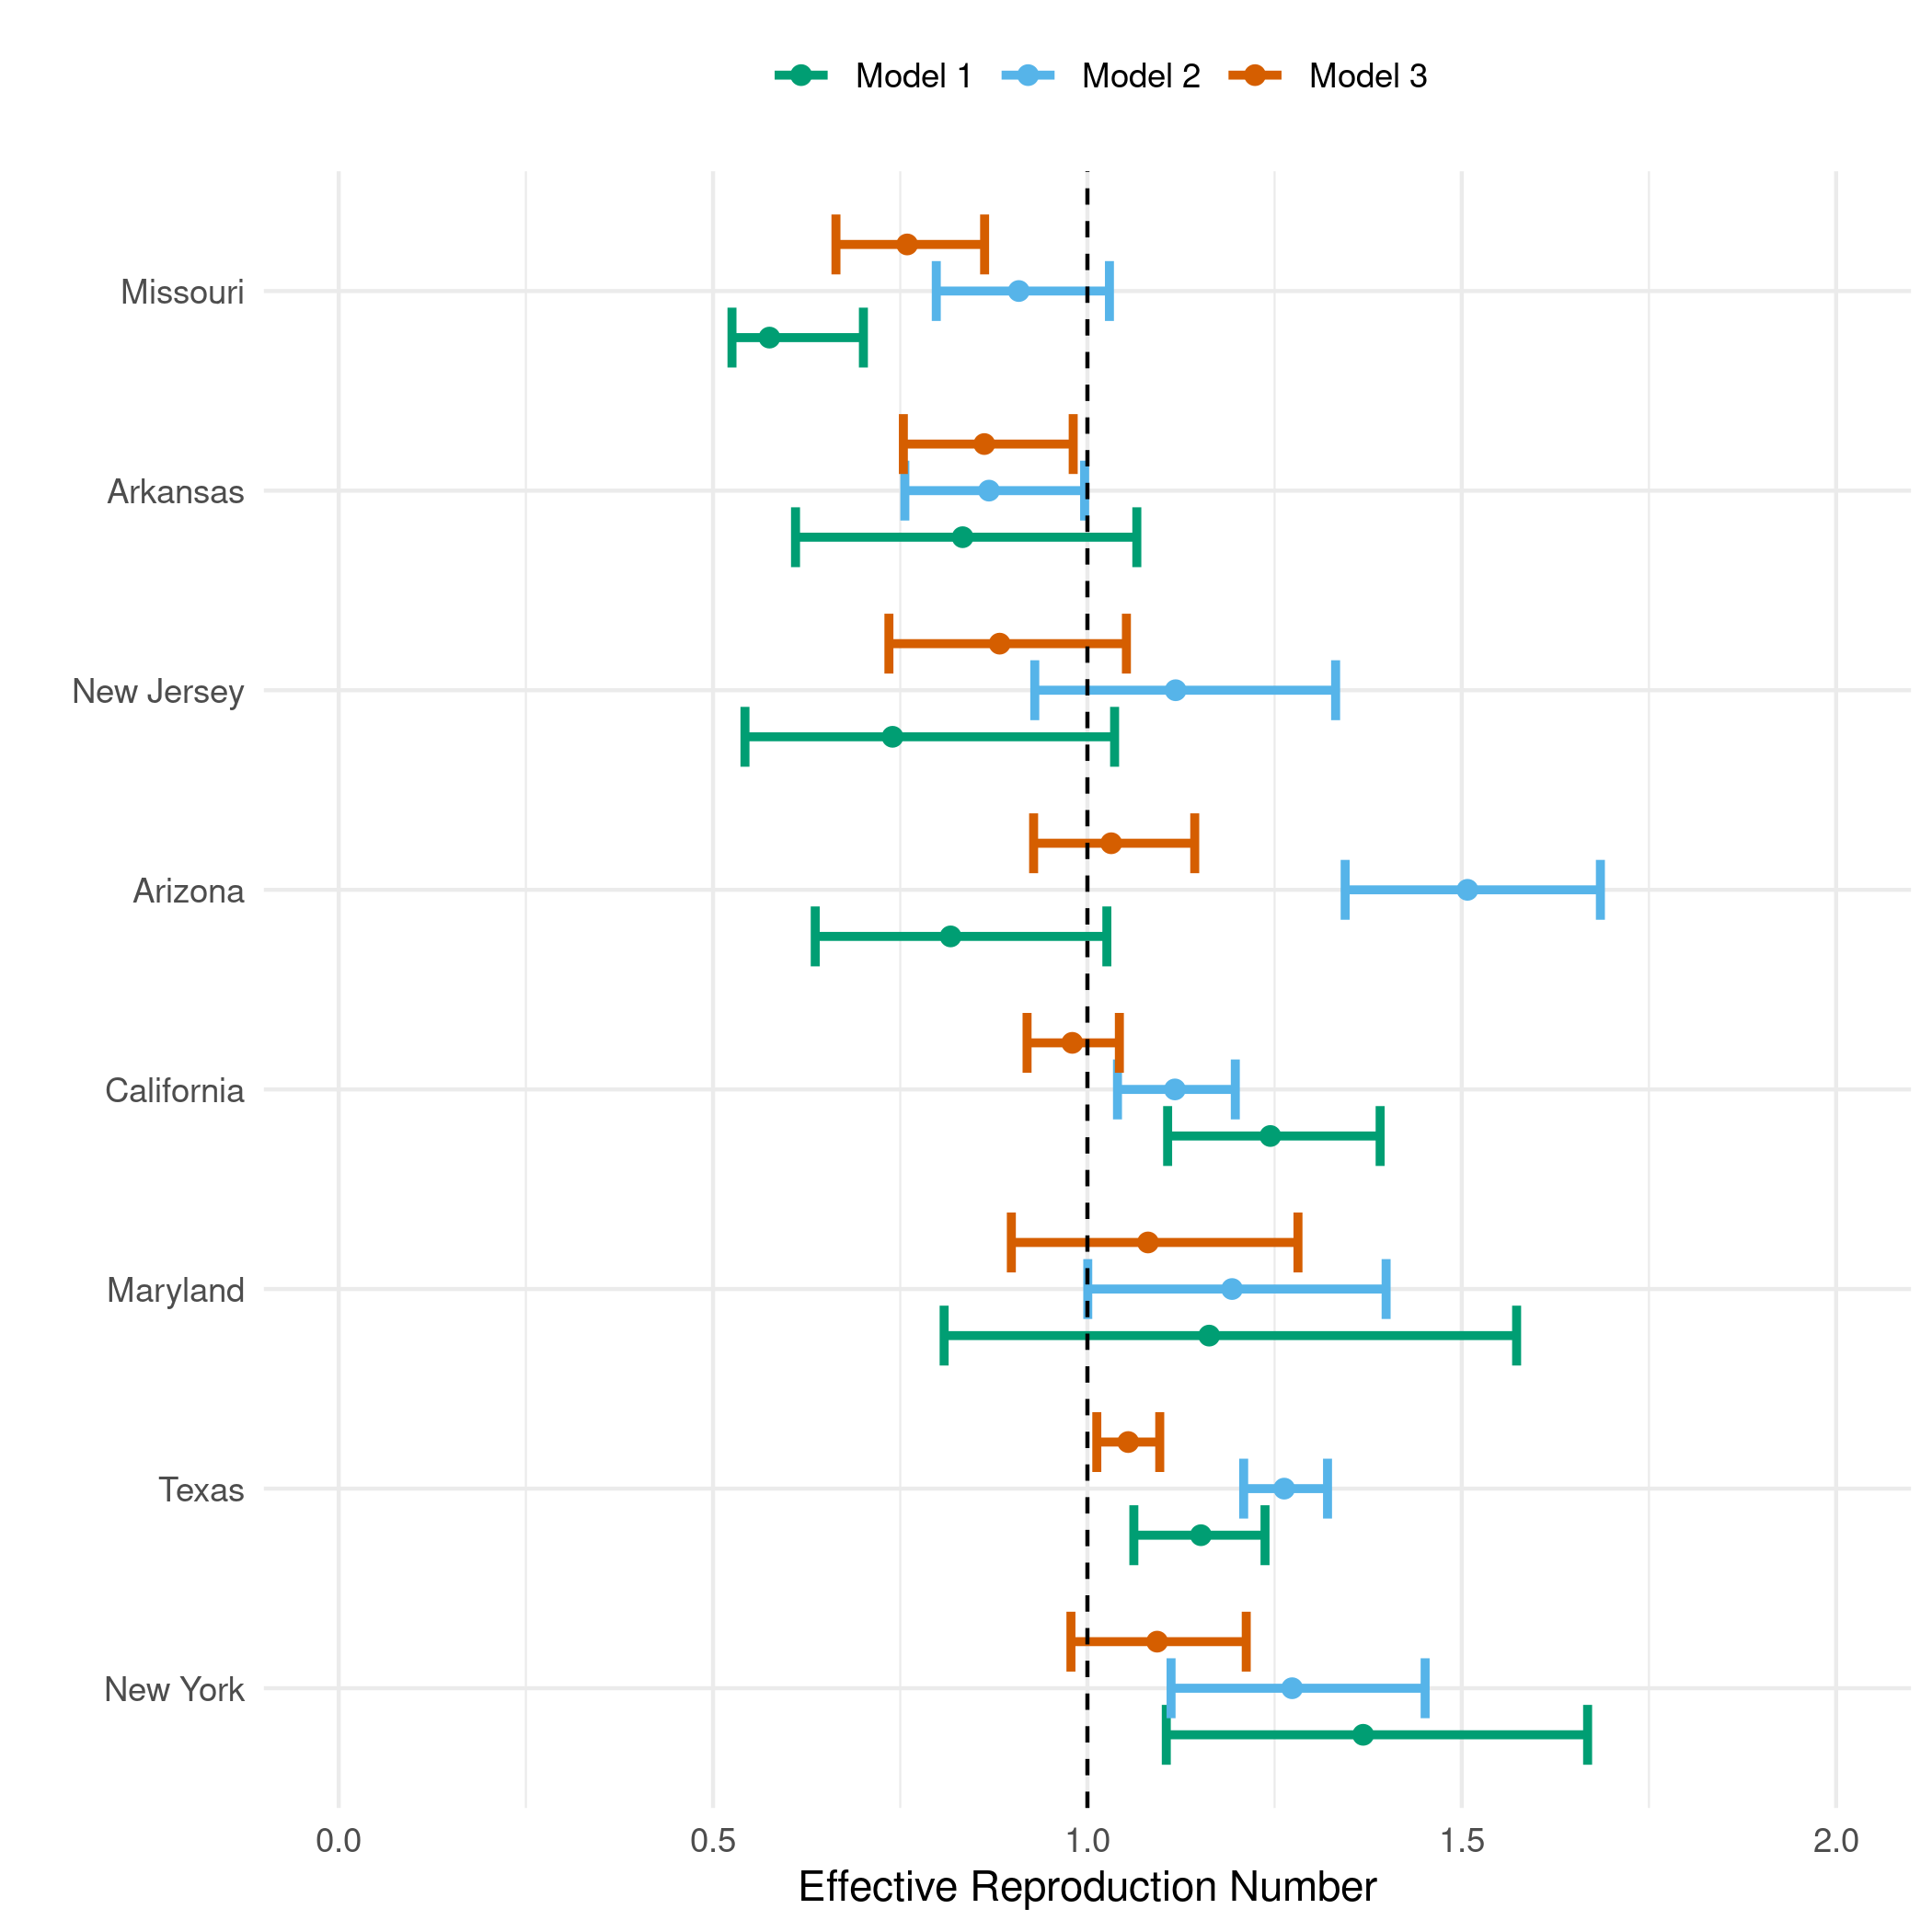 Model 1 Model 2 Model 3
Missouri
Arkansas
New Jersey
Arizona
California
Maryland
Texas
New York
0.0 0.5 1.0 1.5 2.0
Effective Reproduction Number